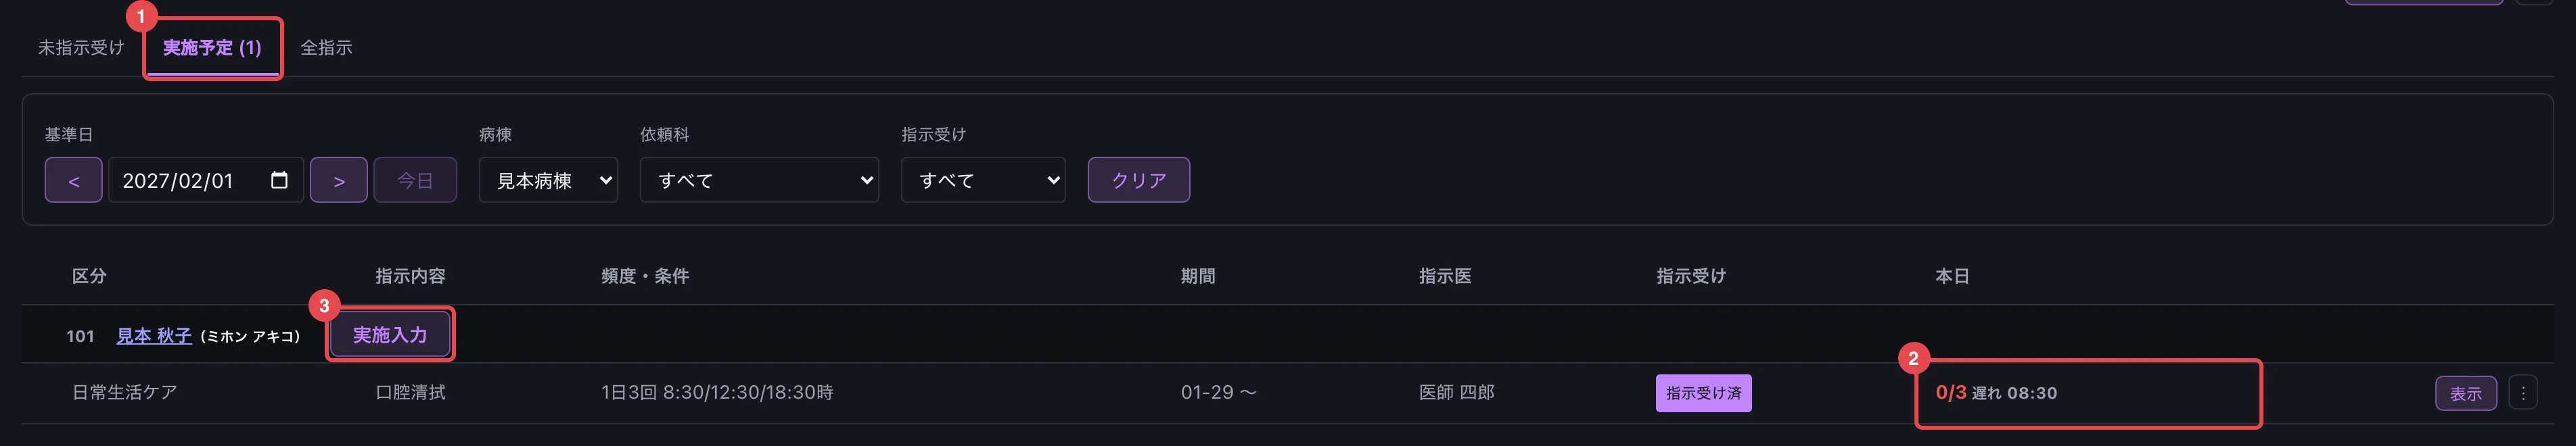 1
未指示受け 実施予定 (1) 全指示
基準日 病棟 依頼科 指示受け
< 2027/02/01 > 今日 見本病棟 すべて すべて クリア
区分 指示内容 頻度・条件 期間 指示医 指示受け 本日
3
101 見本 秋子 (ミホン アキコ) 実施入力
2
日常生活ケア 口腔清拭 1日3回 8:30/12:30/18:30時 01-29 〜 医師 四郎 指示受け済 0/3 遅れ 08:30 表示 ⋮